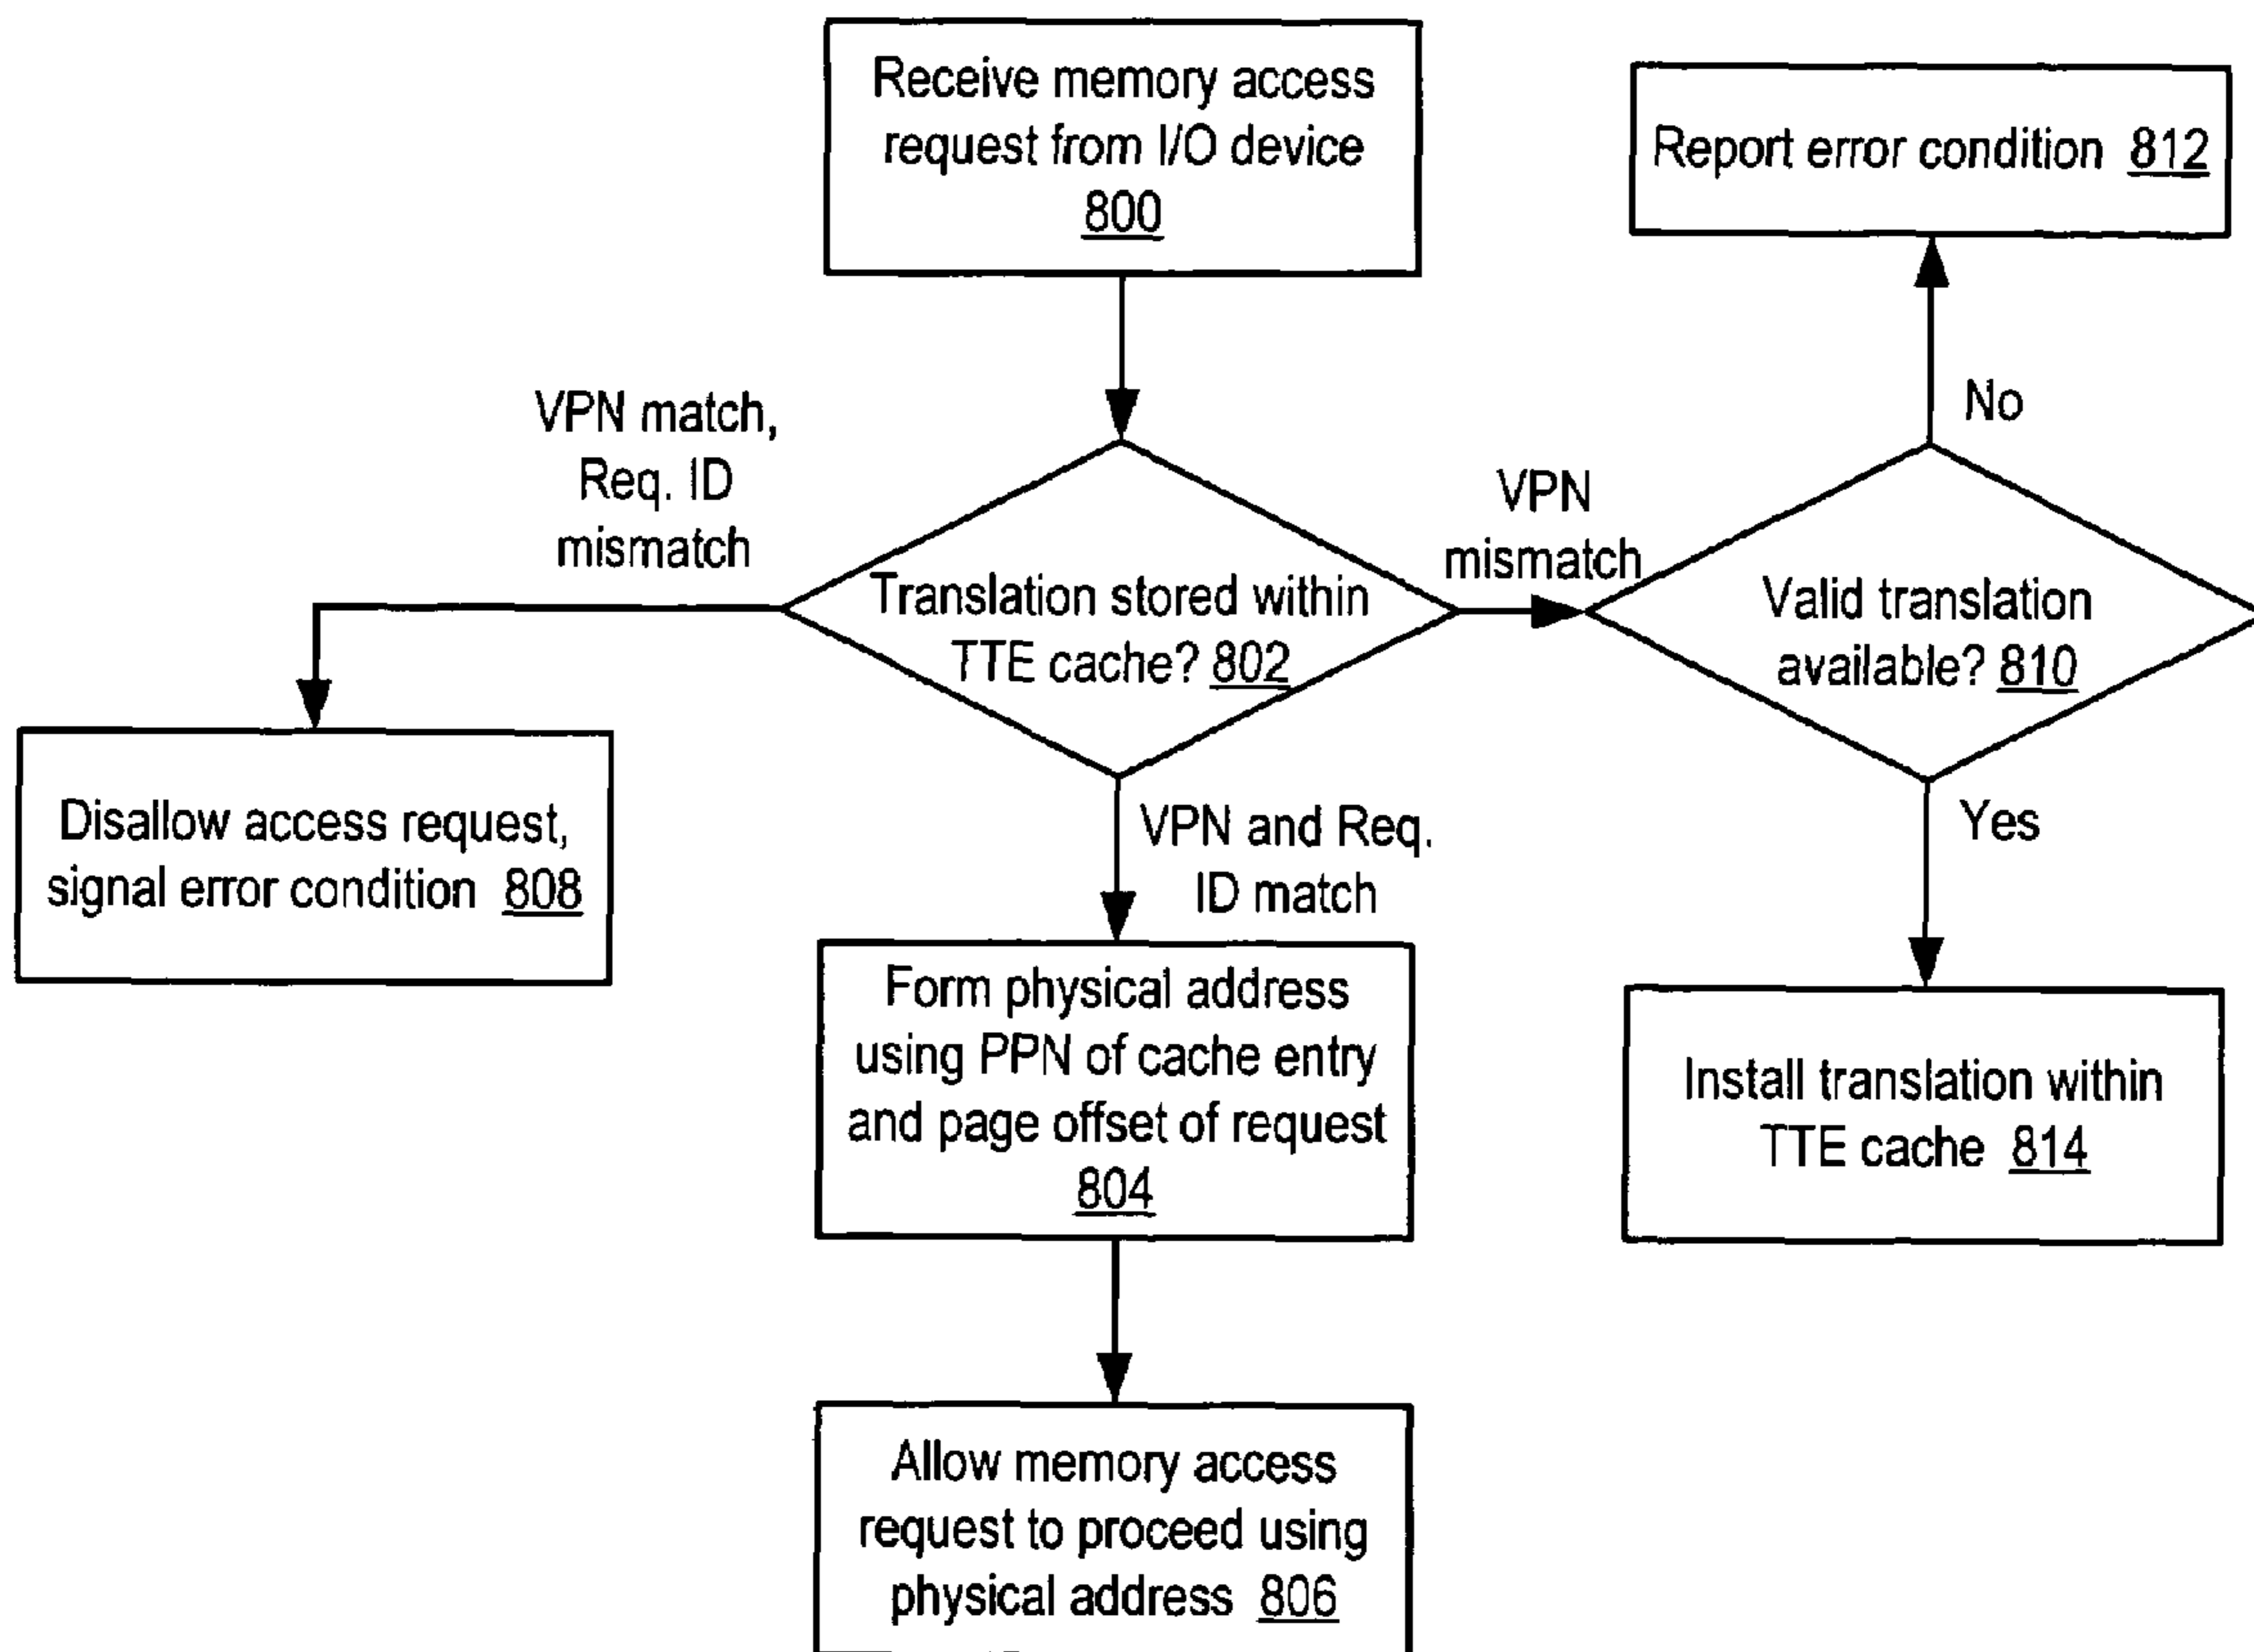 Receive memory access
request from I/O device
800
Report error condition 812
No
VPN match,
Req. ID
mismatch
VPN
mismatch
Translation stored within
TTE cache? 802
Valid translation
available? 810
Disallow access request,
signal error condition 808
VPN and Req.
ID match
Yes
Form physical address
using PPN of cache entry
and page offset of request
804
Install translation within
TTE cache 814
Allow memory access
request to proceed using
physical address 806